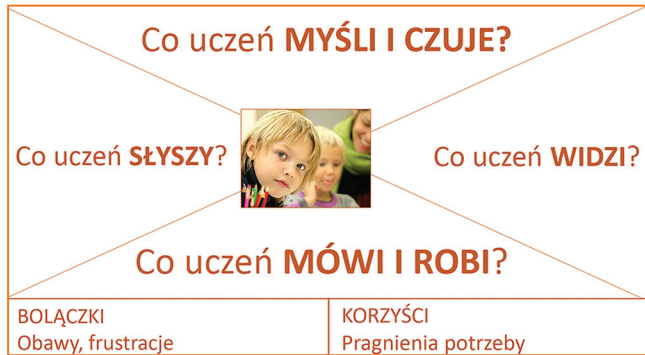 Co uczeń MYŚLI I CZUJE?
Co uczeń SŁYSZY?
Co uczeń WIDZI?
Co uczeń MÓWI I ROBI?
BOLĄCZKI
Obawy, frustracje
KORZYŚCI
Pragnienia potrzeby